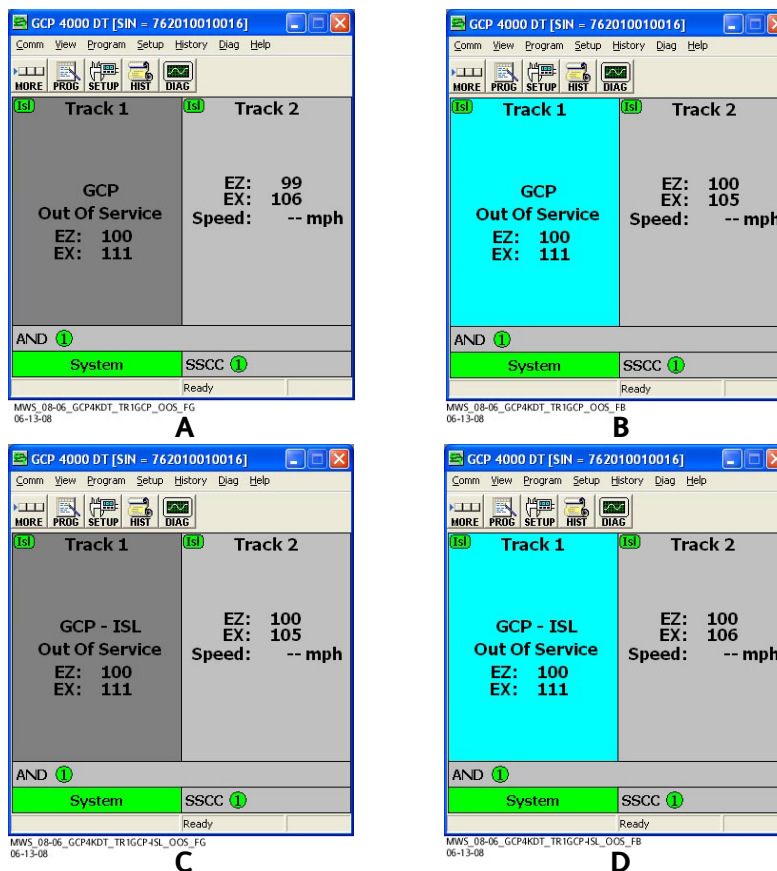 GCP 4000 DT [SIN = 762010010016]
Comm View Program Setup History Diag Help
MORE PROG SETUP HIST DIAG
Isl Track 1
GCP
Out Of Service
EZ: 100
EX: 111
Isl Track 2
EZ: 99
EX: 106
Speed: -- mph
AND 1
System SSCC 1
Ready
MWS_08-06_GCP4KDT_TR1GCP_OOS_FG
06-13-08
A
GCP 4000 DT [SIN = 762010010016]
Comm View Program Setup History Diag Help
MORE PROG SETUP HIST DIAG
Isl Track 1
GCP
Out Of Service
EZ: 100
EX: 111
Isl Track 2
EZ: 100
EX: 105
Speed: -- mph
AND 1
System SSCC 1
Ready
MWS_08-06_GCP4KDT_TR1GCP_OOS_FB
06-13-08
B
GCP 4000 DT [SIN = 762010010016]
Comm View Program Setup History Diag Help
MORE PROG SETUP HIST DIAG
Isl Track 1
GCP - ISL
Out Of Service
EZ: 100
EX: 111
Isl Track 2
EZ: 100
EX: 105
Speed: -- mph
AND 1
System SSCC 1
Ready
MWS_08-06_GCP4KDT_TR1GCP-ISL_OOS_FG
06-13-08
C
GCP 4000 DT [SIN = 762010010016]
Comm View Program Setup History Diag Help
MORE PROG SETUP HIST DIAG
Isl Track 1
GCP - ISL
Out Of Service
EZ: 100
EX: 111
Isl Track 2
EZ: 100
EX: 106
Speed: -- mph
AND 1
System SSCC 1
Ready
MWS_08-06_GCP4KDT_TR1GCP-ISL_OOS_FB
06-13-08
D